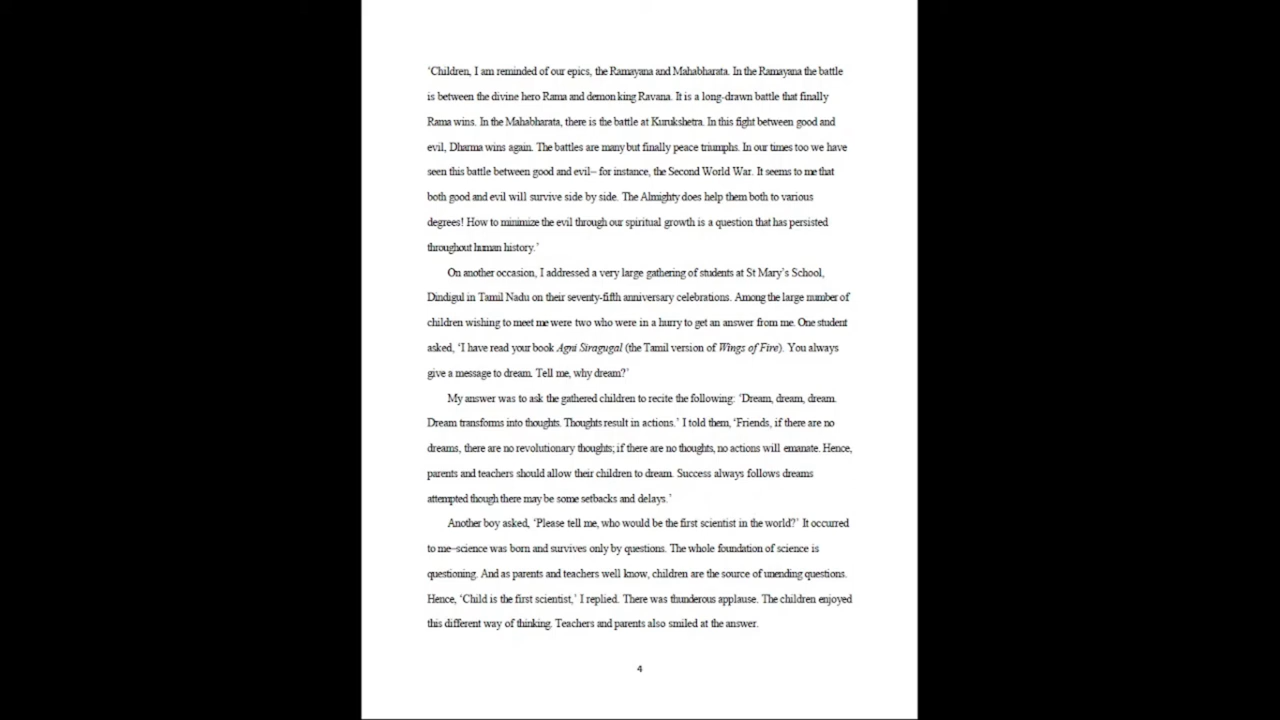 ‘Children, I am reminded of our epics, the Ramayana and Mahabharata. In the Ramayana the battle
is between the divine hero Rama and demon king Ravana. It is a long-drawn battle that finally
Rama wins. In the Mahabharata, there is the battle at Kurukshetra. In this fight between good and
evil, Dharma wins again. The battles are many but finally peace triumphs. In our times too we have
seen this battle between good and evil– for instance, the Second World War. It seems to me that
both good and evil will survive side by side. The Almighty does help them both to various
degrees! How to minimize the evil through our spiritual growth is a question that has persisted
throughout human history.’
On another occasion, I addressed a very large gathering of students at St Mary’s School,
Dindigul in Tamil Nadu on their seventy-fifth anniversary celebrations. Among the large number of
children wishing to meet me were two who were in a hurry to get an answer from me. One student
asked, ‘I have read your book Agni Siragugal (the Tamil version of Wings of Fire). You always
give a message to dream. Tell me, why dream?’
My answer was to ask the gathered children to recite the following: ‘Dream, dream, dream.
Dream transforms into thoughts. Thoughts result in actions.’ I told them, ‘Friends, if there are no
dreams, there are no revolutionary thoughts; if there are no thoughts, no actions will emanate. Hence,
parents and teachers should allow their children to dream. Success always follows dreams
attempted though there may be some setbacks and delays.’
Another boy asked, ‘Please tell me, who would be the first scientist in the world?’ It occurred
to me–science was born and survives only by questions. The whole foundation of science is
questioning. And as parents and teachers well know, children are the source of unending questions.
Hence, ‘Child is the first scientist,’ I replied. There was thunderous applause. The children enjoyed
this different way of thinking. Teachers and parents also smiled at the answer.
4